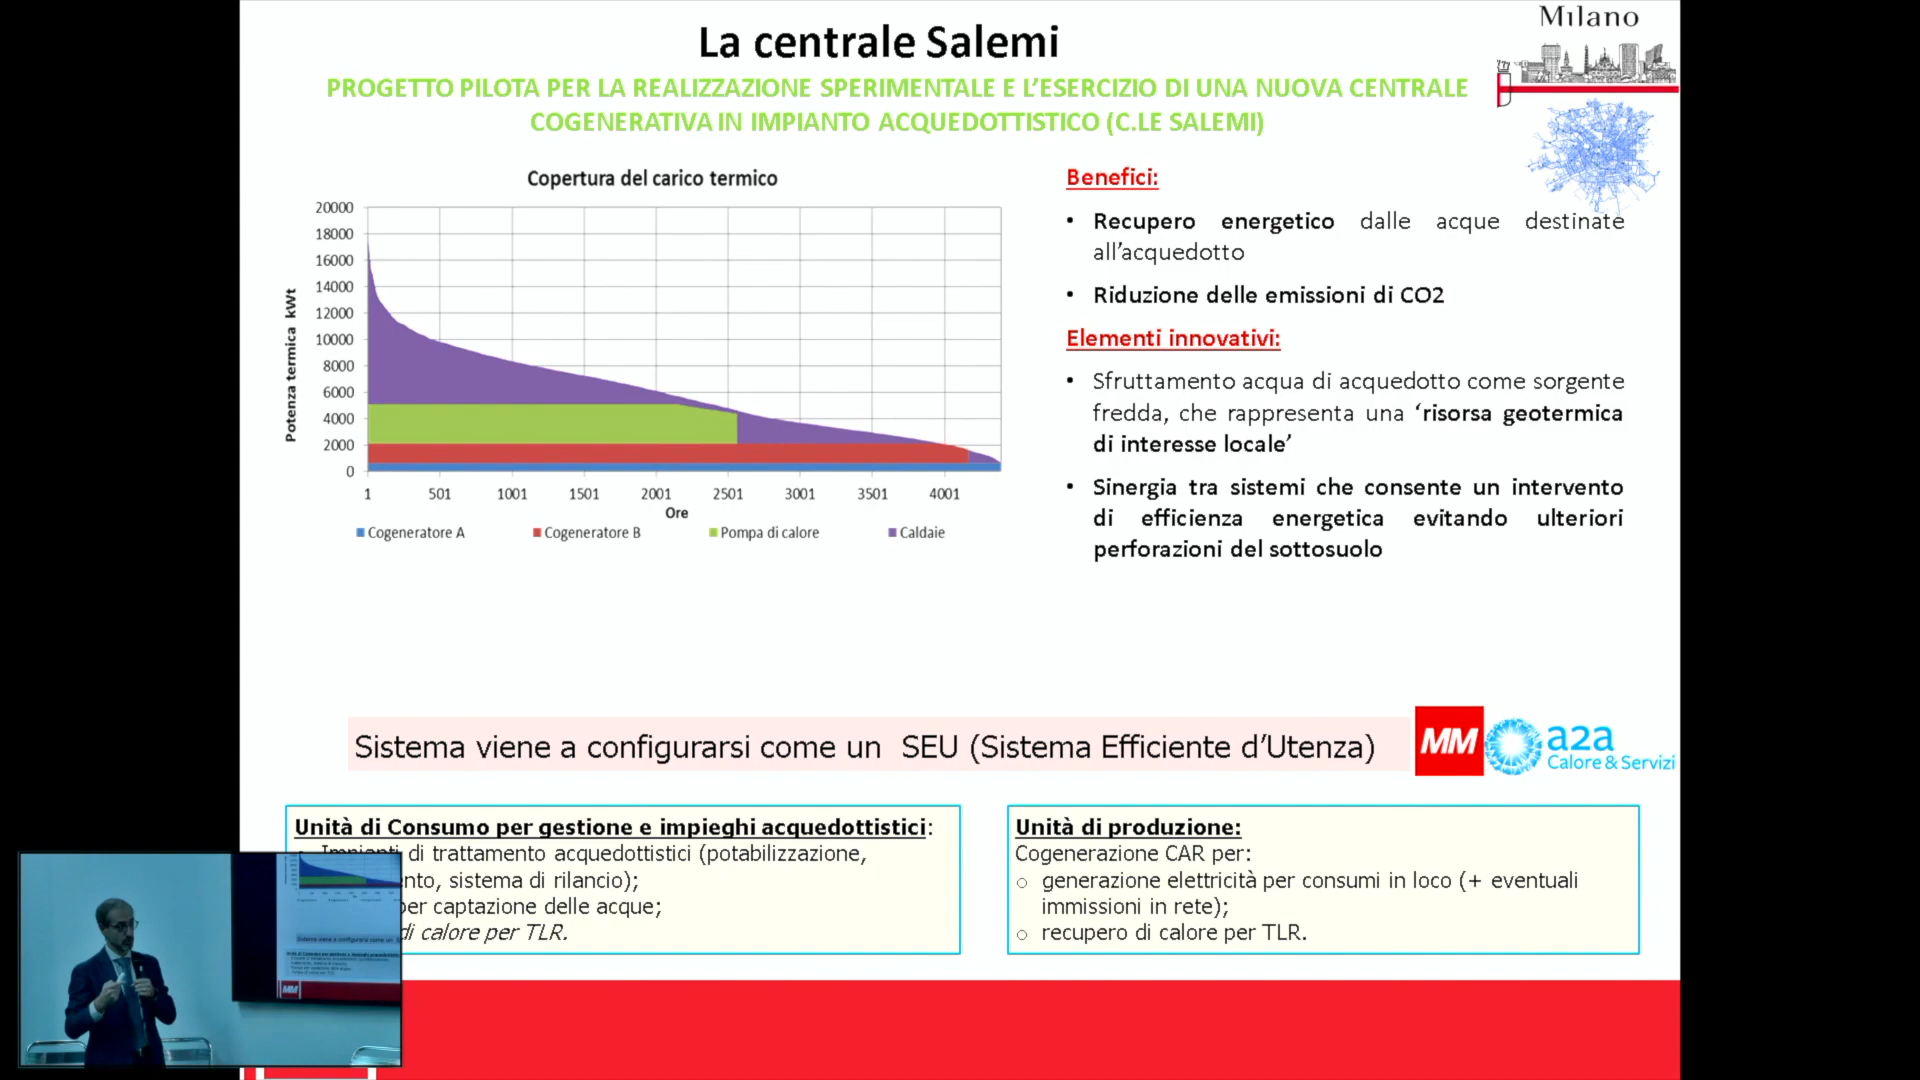 La centrale Salemi
Milano
PROGETTO PILOTA PER LA REALIZZAZIONE SPERIMENTALE E L’ESERCIZIO DI UNA NUOVA CENTRALE
COGENERATIVA IN IMPIANTO ACQUEDOTTISTICO (C.LE SALEMI)
Copertura del carico termico
20000
18000
16000
14000
12000
10000
8000
6000
4000
2000
0
Potenza termica kWt
1 501 1001 1501 2001 2501 3001 3501 4001
Ore
Cogeneratore A Cogeneratore B Pompa di calore Caldaie
Benefici:
• Recupero energetico dalle acque destinate
all’acquedotto
• Riduzione delle emissioni di CO2
Elementi innovativi:
• Sfruttamento acqua di acquedotto come sorgente
fredda, che rappresenta una ‘risorsa geotermica
di interesse locale’
• Sinergia tra sistemi che consente un intervento
di efficienza energetica evitando ulteriori
perforazioni del sottosuolo
Sistema viene a configurarsi come un SEU (Sistema Efficiente d’Utenza)
MM
a2a
Calore & Servizi
Unità di Consumo per gestione e impieghi acquedottistici:
Impianti di trattamento acquedottistici (potabilizzazione,
nto, sistema di rilancio);
per captazione delle acque;
di calore per TLR.
Unità di produzione:
Cogenerazione CAR per:
○ generazione elettricità per consumi in loco (+ eventuali
immissioni in rete);
○ recupero di calore per TLR.